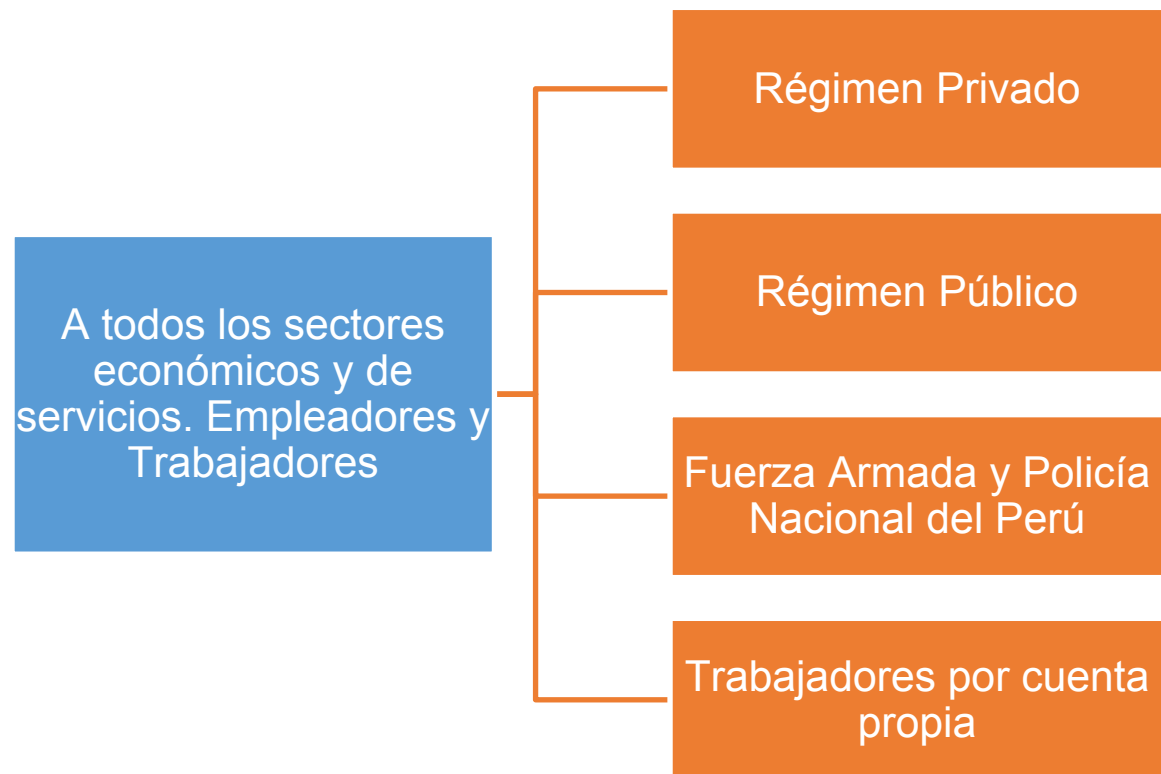 Régimen Privado
Régimen Público
A todos los sectores
económicos y de
servicios. Empleadores y
Trabajadores
Fuerza Armada y Policía
Nacional del Perú
Trabajadores por cuenta
propia